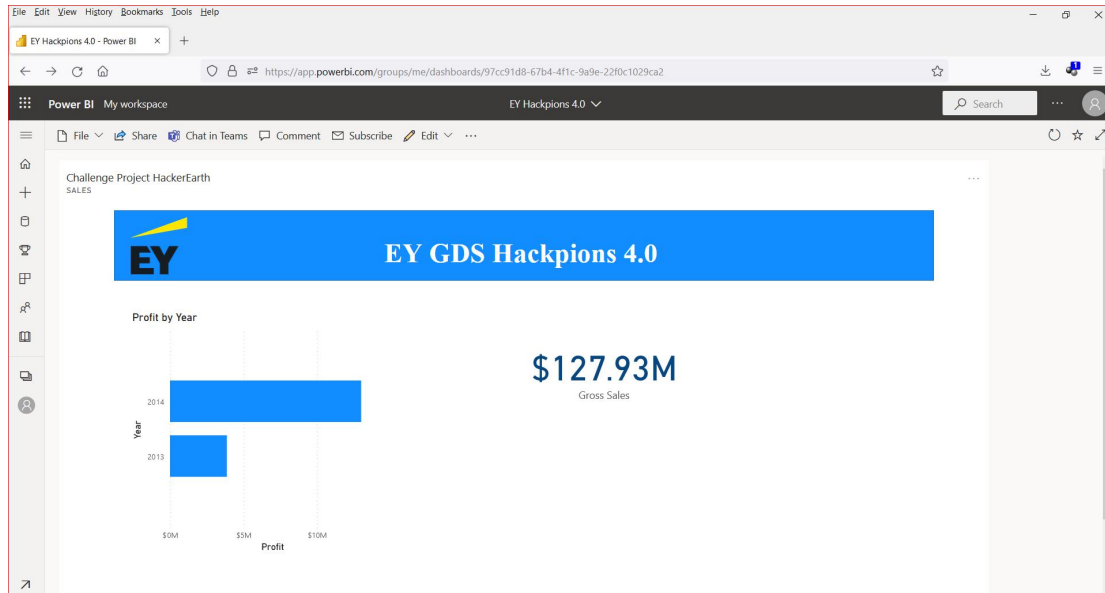 File Edit View History Bookmarks Tools Help
EY Hackpions 4.0 - Power BI
https://app.powerbi.com/groups/me/dashboards/97cc91d8-67b4-4f1c-9a9e-22f0c1029ca2
1
Power BI My workspace EY Hackpions 4.0 Search
File Share Chat in Teams Comment Subscribe Edit
Challenge Project HackerEarth
SALES
EY EY GDS Hackpions 4.0
Profit by Year
$127.93M
Gross Sales
2014
Year
2013
$0M $5M $10M
Profit